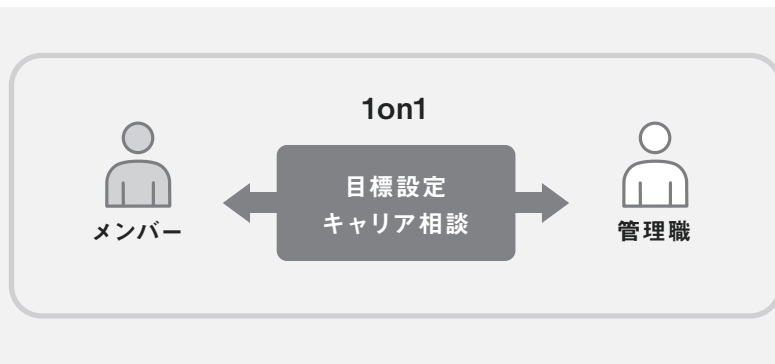 1on1
目標設定
キャリア相談
メンバー
管理職